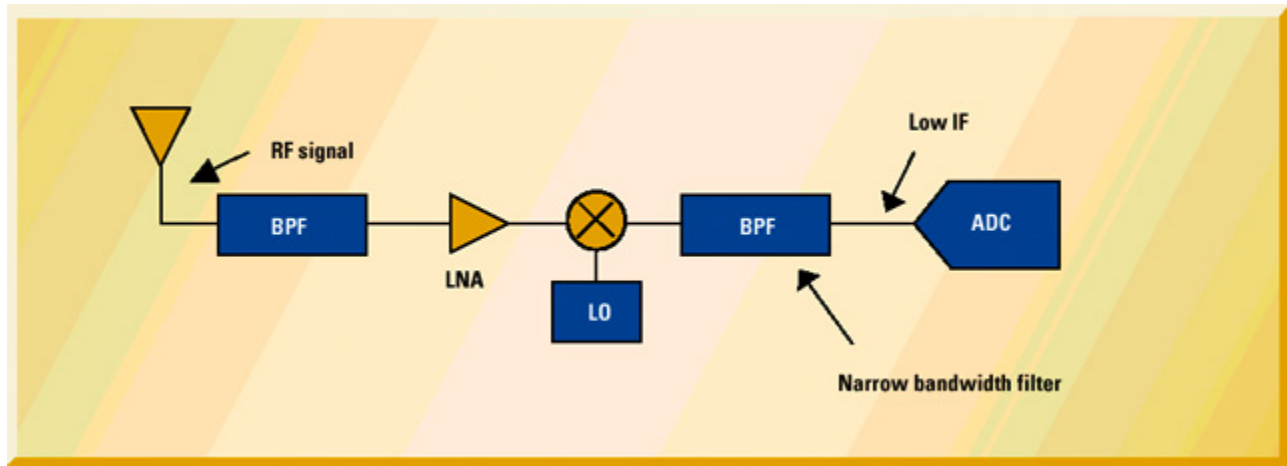 Low IF
RF signal
BPF
BPF
ADC
LNA
LO
Narrow bandwidth filter